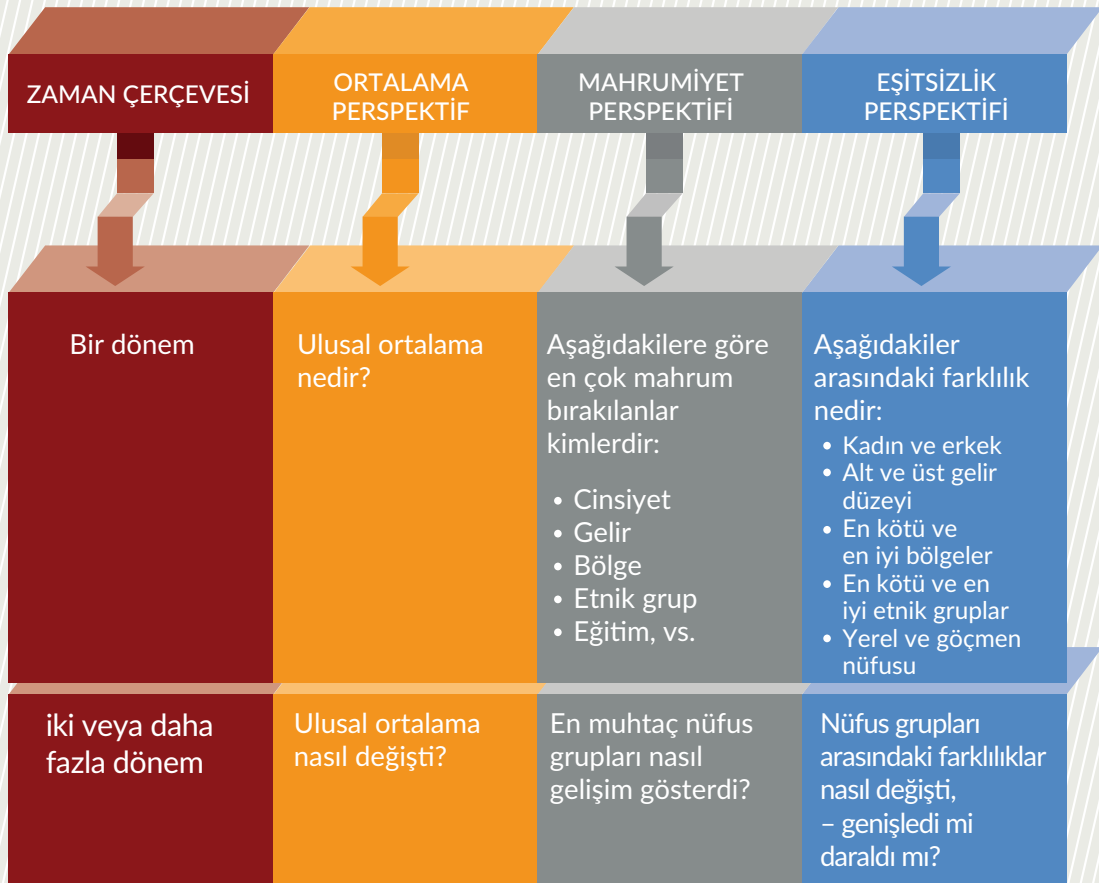 ZAMAN ÇERÇEVESİ
ORTALAMA
PERSPEKTİF
MAHRUMİYET
PERSPEKTİFİ
EŞİTSİZLİK
PERSPEKTİFİ
Bir dönem
Ulusal ortalama
nedir?
Aşağıdakilere göre
en çok mahrum
bırakılanlar
kimlerdir:
• Cinsiyet
• Gelir
• Bölge
• Etnik grup
• Eğitim, vs.
Aşağıdakiler
arasındaki farklılık
nedir:
• Kadın ve erkek
• Alt ve üst gelir
düzeyi
• En kötü ve
en iyi bölgeler
• En kötü ve en
iyi etnik gruplar
• Yerel ve göçmen
nüfusu
iki veya daha
fazla dönem
Ulusal ortalama
nasıl değişti?
En muhtaç nüfus
grupları nasıl
gelişim gösterdi?
Nüfus grupları
arasındaki farklılıklar
nasıl değişti,
– genişledi mi
daraldı mı?